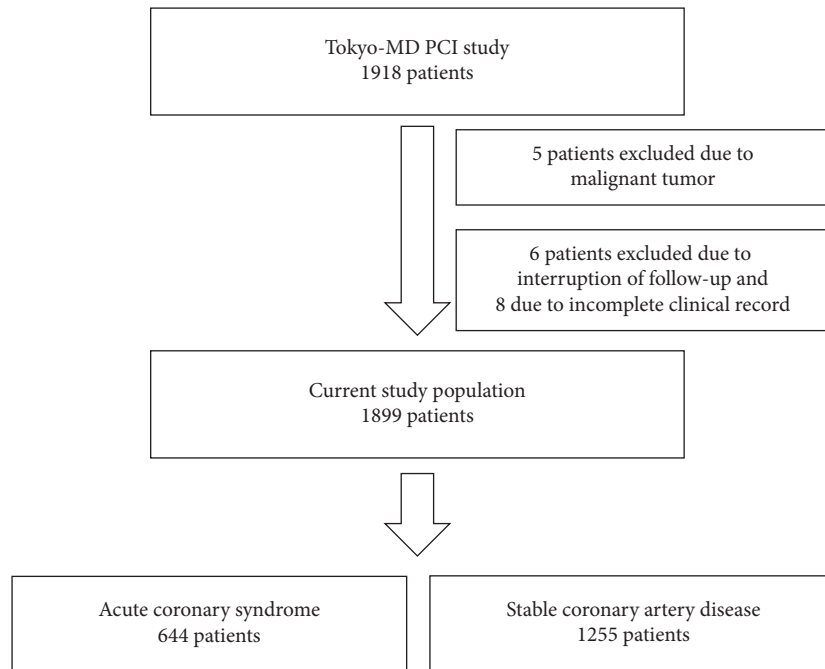 Tokyo-MD PCI study
1918 patients
5 patients excluded due to
malignant tumor
6 patients excluded due to
interruption of follow-up and
8 due to incomplete clinical record
Current study population
1899 patients
Acute coronary syndrome
644 patients
Stable coronary artery disease
1255 patients